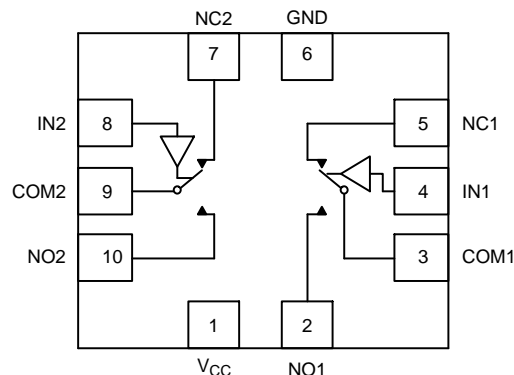 NC2 GND
7 6
IN2 8 5 NC1
COM2 9 4 IN1
NO2 10 3 COM1
1 2
VCC NO1